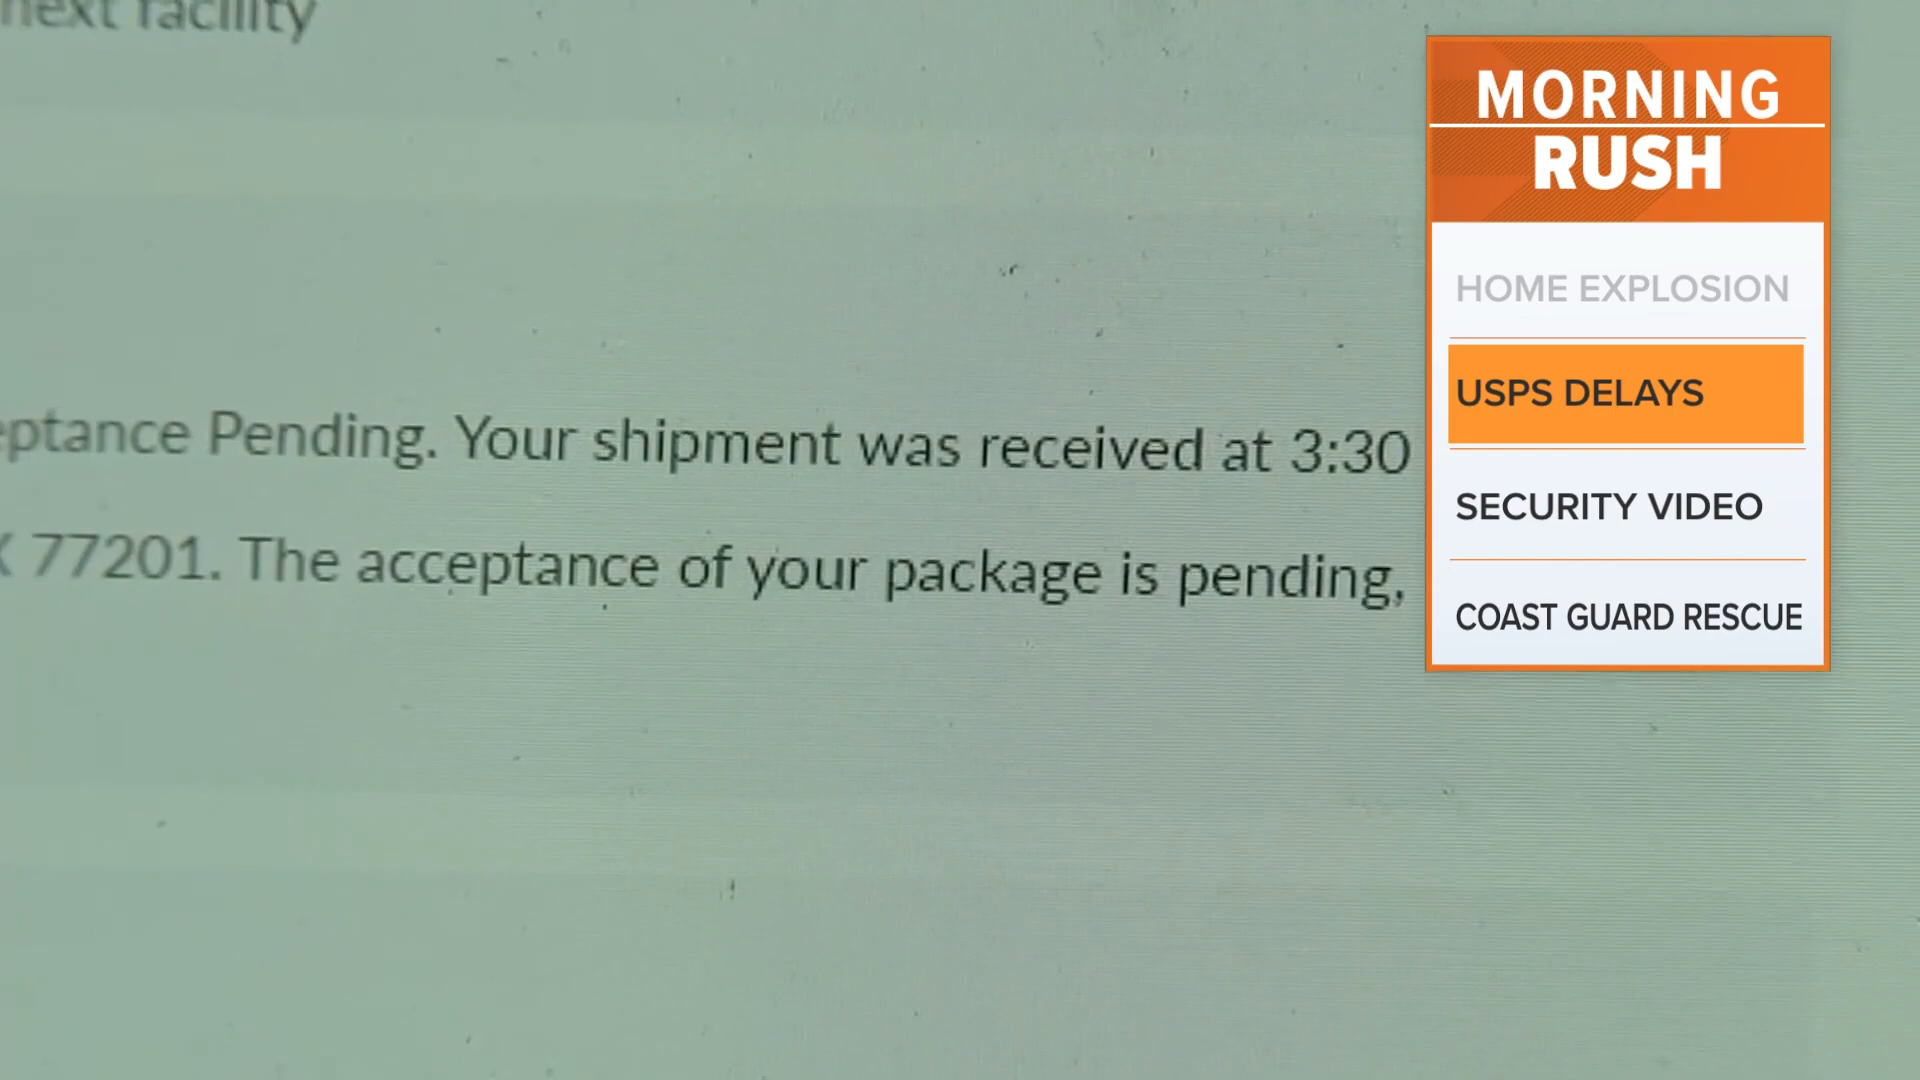 next facility
eptance Pending. Your shipment was received at 3:30
X 77201. The acceptance of your package is pending,
MORNING
RUSH
HOME EXPLOSION
USPS DELAYS
SECURITY VIDEO
COAST GUARD RESCUE